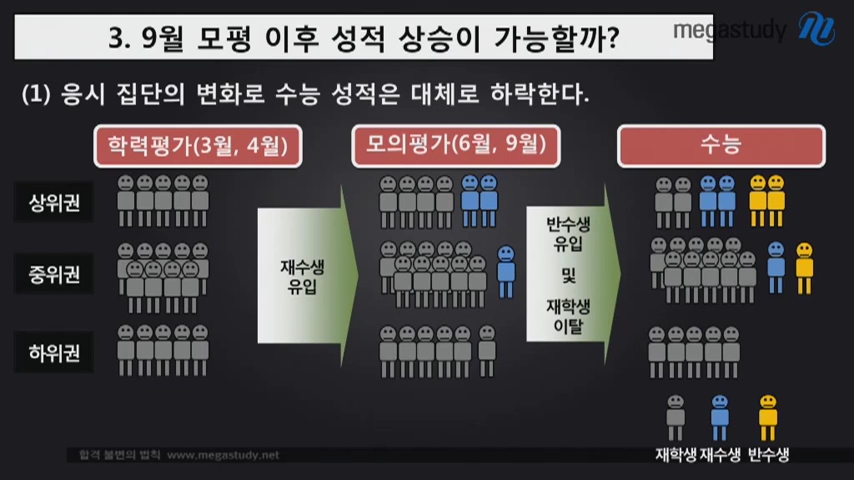 3. 9월 모평 이후 성적 상승이 가능할까?
megastudy
(1) 응시 집단의 변화로 수능 성적은 대체로 하락한다.
학력평가(3월, 4월)
모의평가(6월, 9월)
수능
상위권
중위권
하위권
재수생
유입
반수생
유입
및
재학생
이탈
재학생 재수생 반수생
합격 불변의 법칙 www.megastudy.net